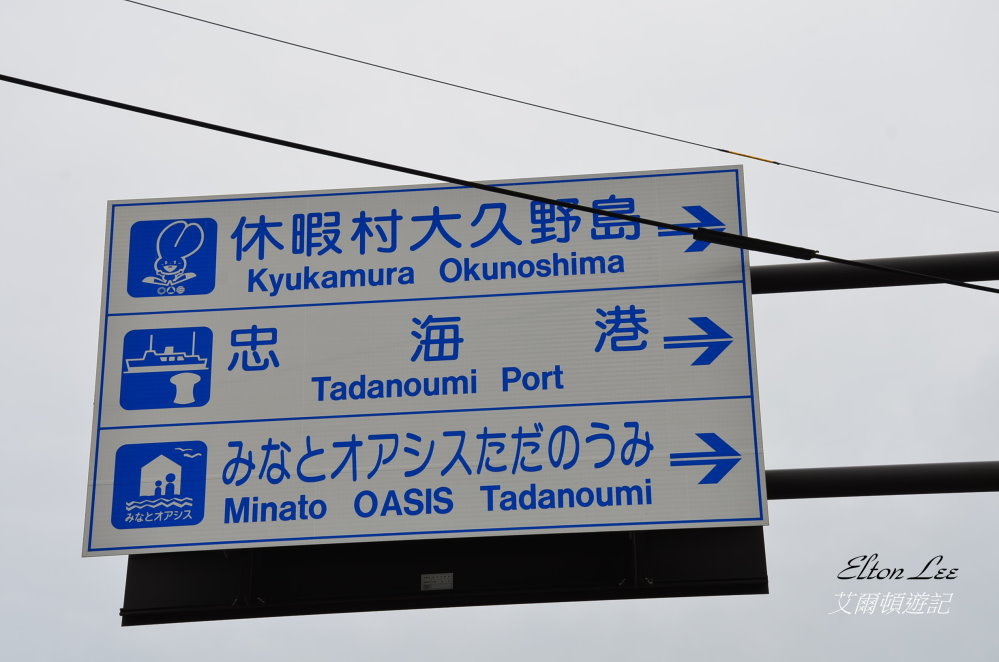 休暇村大久野島
Kyukamura Okunoshima
忠海港
Tadanoumi Port
みなとオアシスただのうみ
Minato OASIS Tadanoumi
みなとオアシス
Elton Lee
艾爾頓遊記